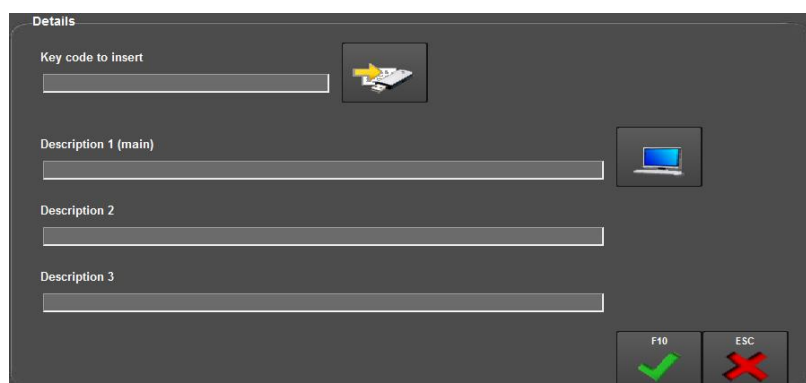 Details
Key code to insert
Description 1 (main)
Description 2
Description 3
F10 ESC